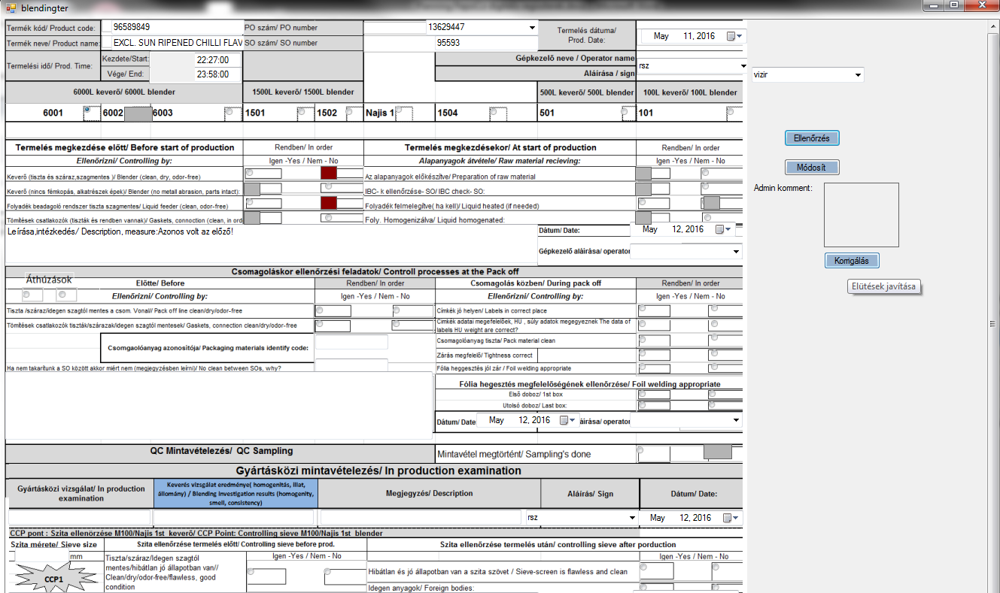 blendingter
Termék kód/ Product code: 96589849 PO szám/ PO number 13629447 Termelés dátuma/ Prod. Date: May 11, 2016
Termék neve/ Product name: EXCL. SUN RIPENED CHILLI FLAV SO szám/ SO number 95593
Termelési idő/ Prod. Time: Kezdete/Start: 22:27:00 Gépkezelő neve / Operator name rsz
Vége/ End: 23:58:00 Aláírása / sign
vizir
6000L keverő/ 6000L blender 1500L keverő/ 1500L blender 500L keverő/ 500L blender 100L keverő/ 100L blender
6001 6002 6003 1501 1502 Najis 1 1504 501 101
Ellenőrzés
Termelés megkezdése előtt/ Before start of production Rendben/ In order Termelés megkezdésekor/ At start of production Rendben/ In order
Ellenőrizni/ Controlling by: Igen -Yes / Nem - No Alapanyagok átvétele/ Raw material recieving: Igen -Yes / Nem - No
Módosít
Keverő (tiszta és száraz,szagmentes )/ Blender (clean, dry, odor-free) Az alapanyagok előkészítve/ Preparation of raw material
Keverő (nincs fémkopás, alkatrészek épek)/ Blender (no metall abrasion, parts intact): IBC- k ellenőrzése- SO/ IBC check- SO:
Admin komment:
Folyadék beadagoló rendszer tiszta szagmentes/ Liquid feeder (clean, odor-free) Folyadék felmelegítve( ha kell)/ Liquid heated (if needed)
Tömítések csatlakozók (tiszták és rendben vannak)/ Gaskets, connoction (clean, in ord Foly. Homogenizálva/ Liquid homogenated:
Leírása,intézkedés/ Description, measure:Azonos volt az előző! Dátum/ Date: May 12, 2016
Gépkezelő aláírása/ operator
Korrigálás
Csomagoláskor ellenőrzési feladatok/ Controll processes at the Pack off
Áthúzások
Előtte/ Before Rendben/ In order Csomagolás közben/ During pack off Rendben/ In order
Elütések javítása
Ellenőrizni/ Controlling by: Igen -Yes / Nem - No Ellenőrizni/ Controlling by: Igen -Yes / Nem - No
Tiszta /száraz/idegen szagtól mentes a csom. Vonal// Pack off line clean/dry/odor-free Címkék jó helyen/ Labels in correct place
Tömítések csatlakozók tiszták/szárazak/idegen szagtól mentesek/ Gaskets, connection clean/dry/odor-free Címkék adatai megefelelőek, HU , súly adatok megegyeznek The data of
labels HU weight are correct?
Csomagolóanyag tiszta/ Pack material clean
Csomgaolóanyag azonosítója/ Packaging materials identify code:
Zárás megfelelő/ Tightness correct
Ha nem takarítunk a SO között akkor miért nem (megjegyzésben leírni)/ No clean between SOs, why? Fólia heggesztés jól zár / Foil welding appropriate
Fólia hegesztés megfelelőségének ellenőrzése/ Foil welding appropriate
Első doboz/ 1st box
Utolsó doboz/ Last box:
Dátum/ Date May 12, 2016 áírása/ operator
QC Mintavételezés/ QC Sampling Mintavétel megtörtént/ Sampling's done
Gyártásközi mintavételezés/ In production examination
Gyártásközi vizsgálat/ In production examination Keverés vizsgálat eredménye( homogenitás, illat, állomány) / Blending investigation results (homogenity, smell, consistency) Megjegyzés/ Description Aláírás/ Sign Dátum/ Date:
rsz May 12, 2016
CCP pont : Szita ellenörzése M100/Najis 1st keverő/ CCP Point: Controlling sieve M100/Najis 1st blender
Szita mérete/ Sieve size Szita ellenőrzése termelés előtt/ Controlling sieve before prod. Szita ellenőrzése termelés után/ controlling sieve after porduction
mm Igen -Yes / Nem - No Igen -Yes / Nem - No
CCP1 Tiszta/száraz/Idegen szagtól
mentes/hibátlan jó állapotban van//
Clean/dry/odor-free/flawless, good
condition
Hibátlan és jó állapotban van a szita szövet / Sieve-screen is flawless and clean
Idegen anyagok/ Foreign bodies: